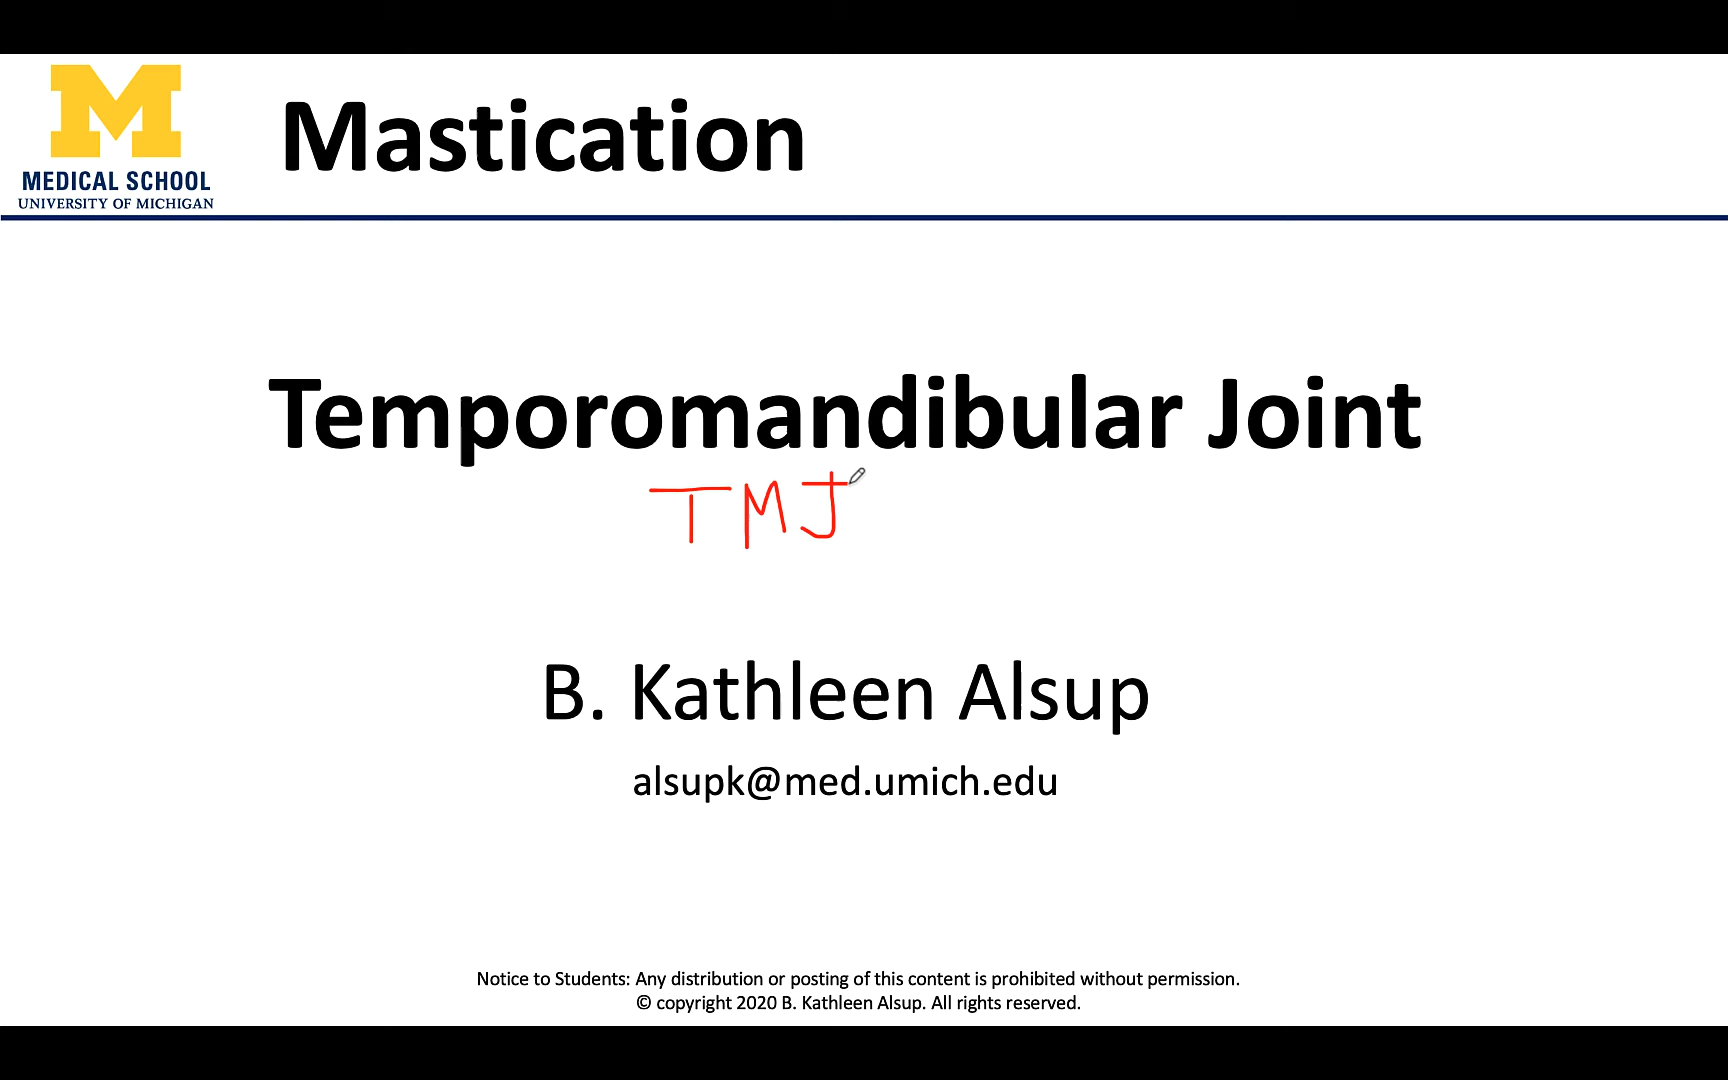 M
MEDICAL SCHOOL
UNIVERSITY OF MICHIGAN
Mastication
Temporomandibular Joint
TMJ
B. Kathleen Alsup
alsupk@med.umich.edu
Notice to Students: Any distribution or posting of this content is prohibited without permission.
© copyright 2020 B. Kathleen Alsup. All rights reserved.